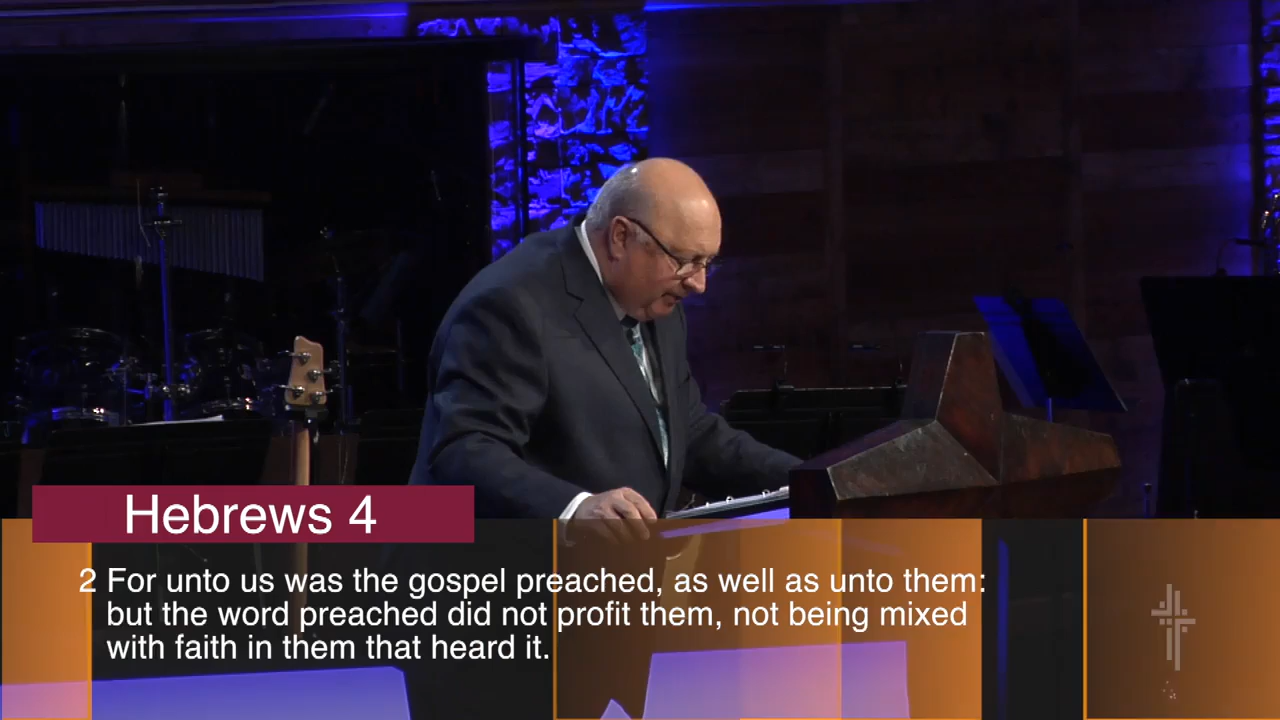 Hebrews 4
2 For unto us was the gospel preached, as well as unto them:
but the word preached did not profit them, not being mixed
with faith in them that heard it.